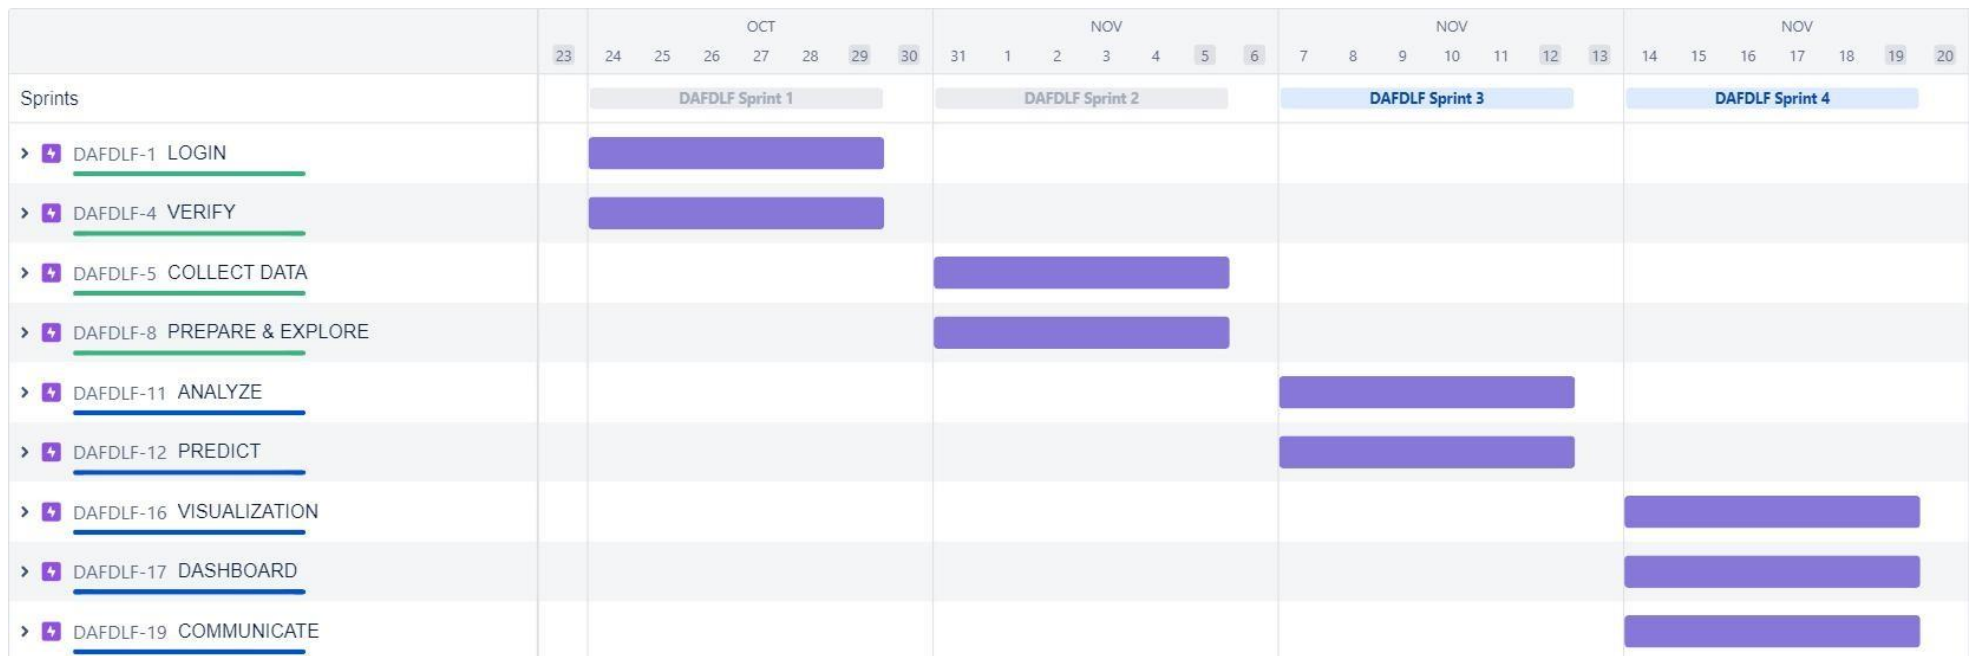 OCT NOV NOV NOV
23 24 25 26 27 28 29 30 31 1 2 3 4 5 6 7 8 9 10 11 12 13 14 15 16 17 18 19 20
Sprints DAFDLF Sprint 1 DAFDLF Sprint 2 DAFDLF Sprint 3 DAFDLF Sprint 4
DAFDLF-1 LOGIN
DAFDLF-4 VERIFY
DAFDLF-5 COLLECT DATA
DAFDLF-8 PREPARE & EXPLORE
DAFDLF-11 ANALYZE
DAFDLF-12 PREDICT
DAFDLF-16 VISUALIZATION
DAFDLF-17 DASHBOARD
DAFDLF-19 COMMUNICATE